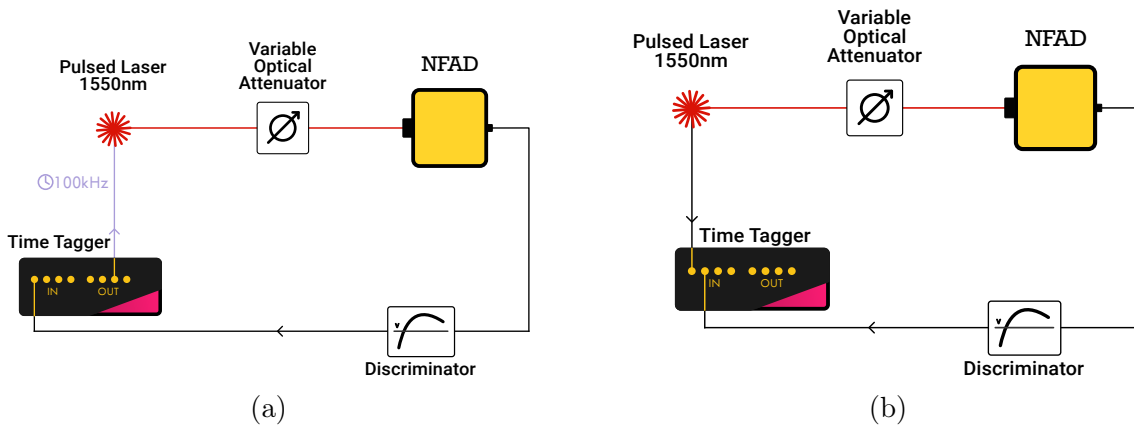 Pulsed Laser
1550nm
Variable
Optical
Attenuator
NFAD
100kHz
Time Tagger
IN
OUT
V
Discriminator
(a)
Pulsed Laser
1550nm
Variable
Optical
Attenuator
NFAD
Time Tagger
IN
OUT
V
Discriminator
(b)